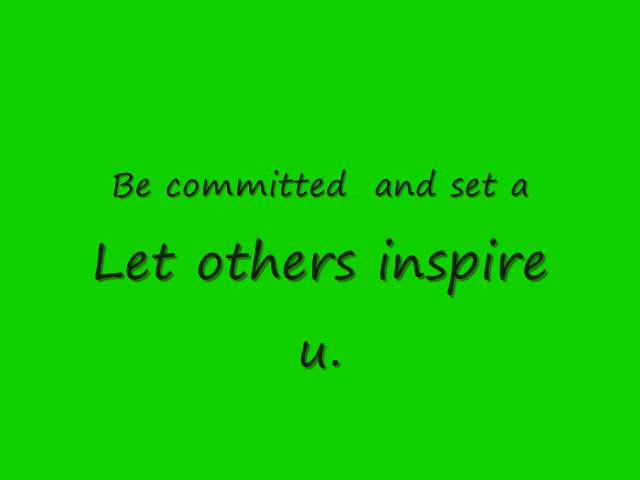 Be committed  and set a
Let others inspire
u.